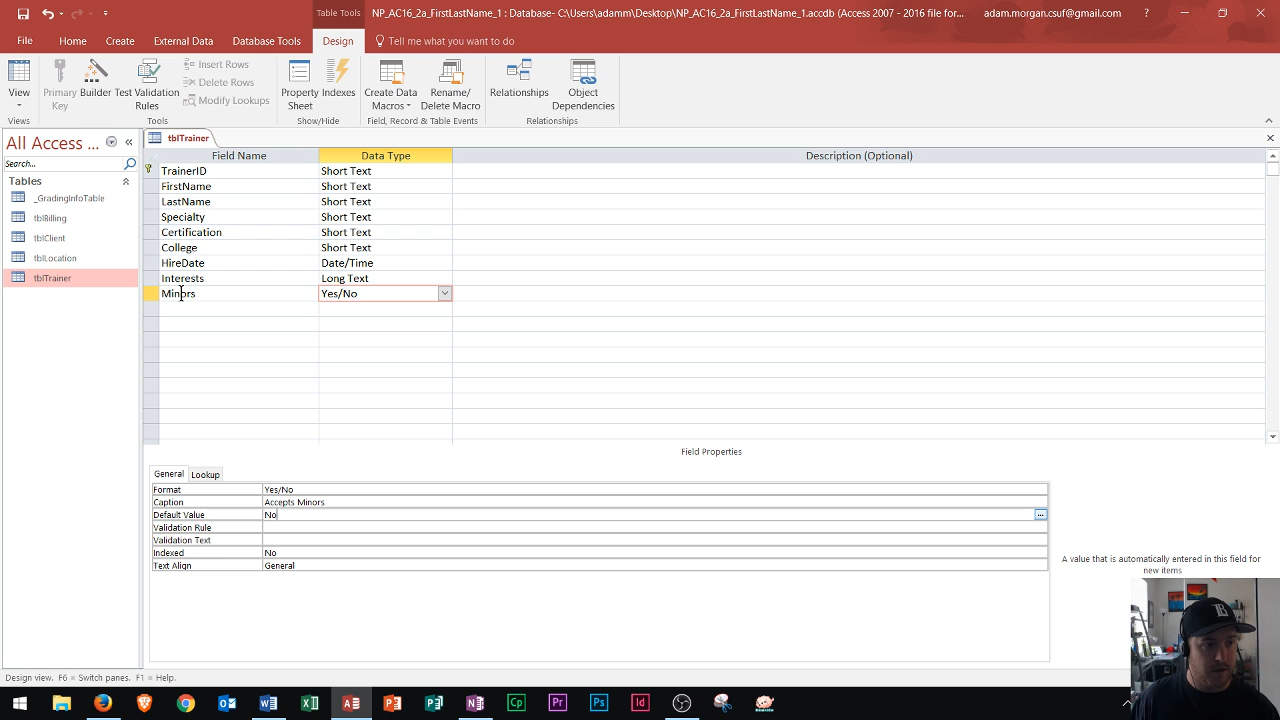 Table Tools
NP_AC16_2a_FirstLastName_1 : Database- C:\Users\adamm\Desktop\NP_AC16_2a_FirstLastName_1.accdb (Access 2007 - 2016 file for...
adam.morgan.csuf@gmail.com
?
File
Home
Create
External Data
Database Tools
Design
Tell me what you want to do
View
Primary Key
Builder
Test Validation Rules
Insert Rows
Delete Rows
Modify Lookups
Property Sheet
Indexes
Create Data Macros
Rename/ Delete Macro
Relationships
Object Dependencies
Views
Tools
Show/Hide
Field, Record & Table Events
Relationships
All Access ...
Search...
Tables
_GradingInfoTable
tblBilling
tblClient
tblLocation
tblTrainer
tblTrainer
Field Name Data Type Description (Optional)
TrainerID Short Text
FirstName Short Text
LastName Short Text
Specialty Short Text
Certification Short Text
College Short Text
HireDate Date/Time
Interests Long Text
Minors Yes/No
Field Properties
General Lookup
Format Yes/No
Caption Accepts Minors
Default Value No
Validation Rule
Validation Text
Indexed No
Text Align General
A value that is automatically entered in this field for
new items
Design view. F6 = Switch panes. F1 = Help.
Cp
Pr
Ps
Id